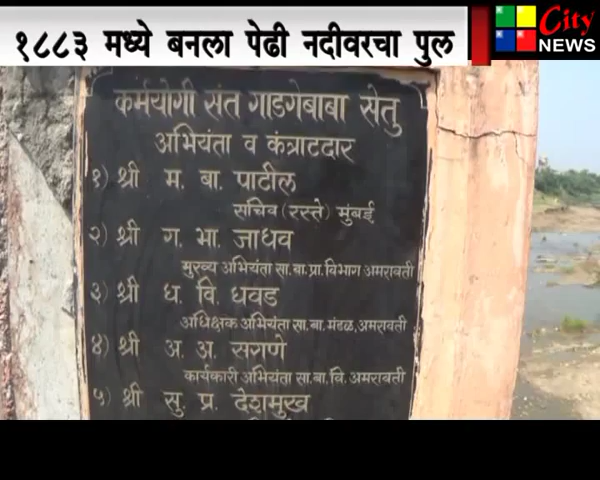 १८८३ मध्ये बनला पेढी नदीवरचा पुल
City
NEWS
कर्मयोगी संत गाडगेबाबा सेतु
अभियंता व कंत्राटदार
१) श्री म. बा. पाटील
सचिव (रस्ते) मुंबई
२) श्री ग. भा. जाधव
मुख्य अभियंता सा. बा. प्रा. विभाग अमरावती
३) श्री ध. वि. धवड
अधिक्षक अभियंता सा. बा. मंडळ, अमरावती
४) श्री अ. अ. सगणे
कार्यकारी अभियंता सा. बा. वि. अमरावती
५) श्री सु. प्र. देशमुख